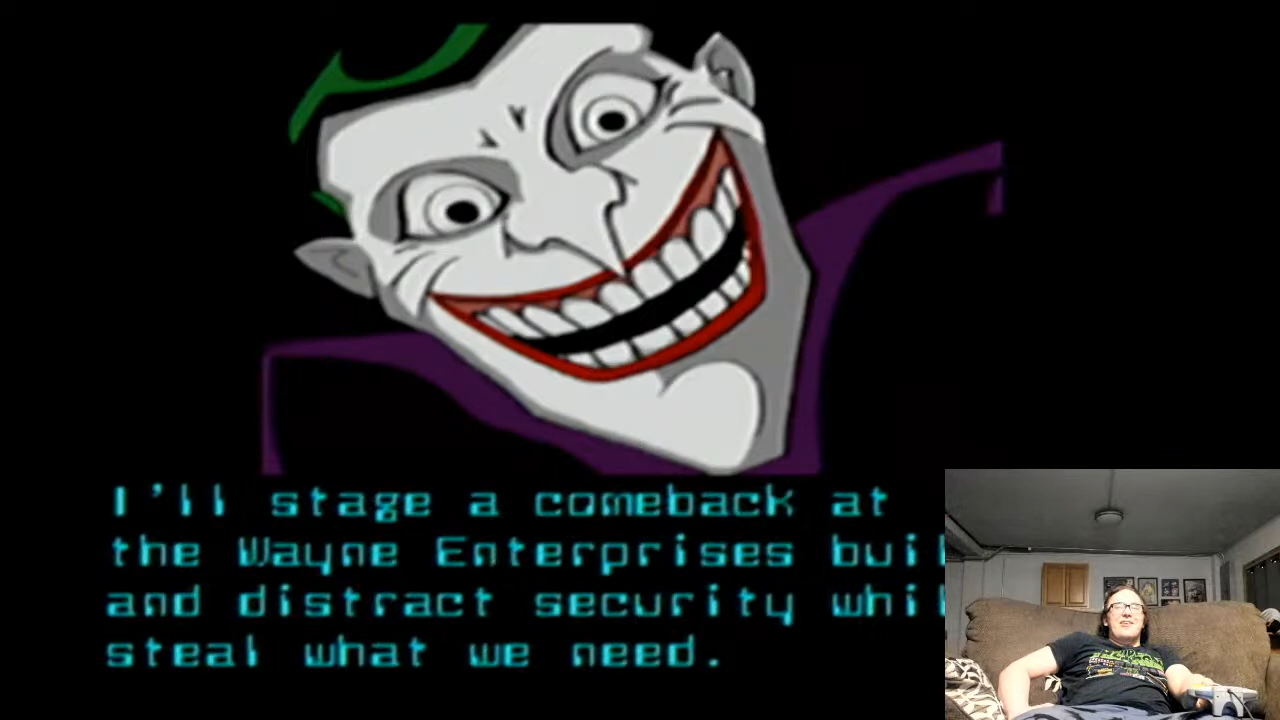 I'll stage a comeback at
the Wayne Enterprises
and distract security
steal what we need.